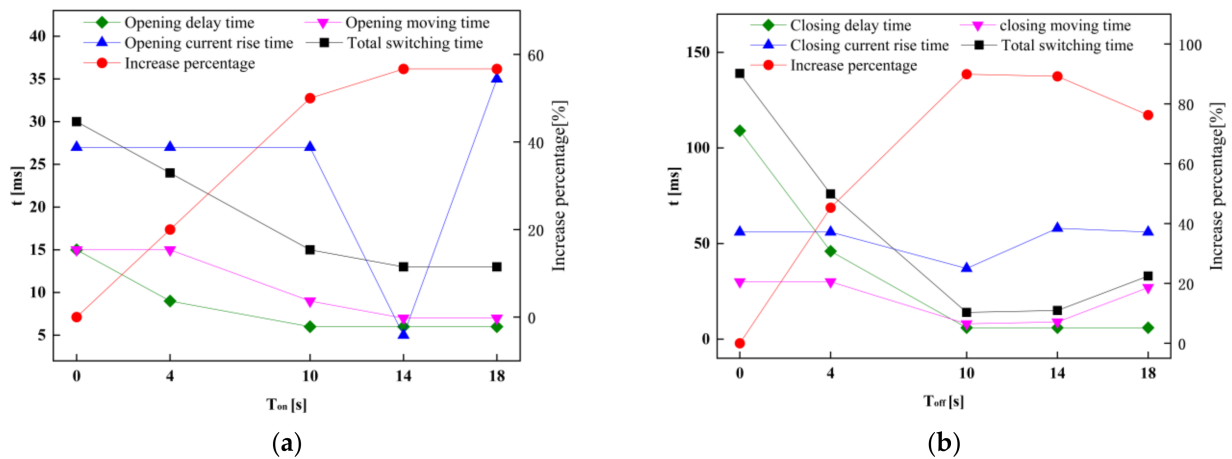 Opening delay time
Opening moving time
Opening current rise time
Total switching time
Increase percentage
40
35
30
25
20
15
10
5
t [ms]
60
40
20
0
Increase percentage[%]
0 4 10 14 18
Ton [s]
(a)
Closing delay time
closing moving time
Closing current rise time
Total switching time
Increase percentage
150
100
50
0
t [ms]
100
80
60
40
20
0
Increase percentage[%]
0 4 10 14 18
Toff [s]
(b)